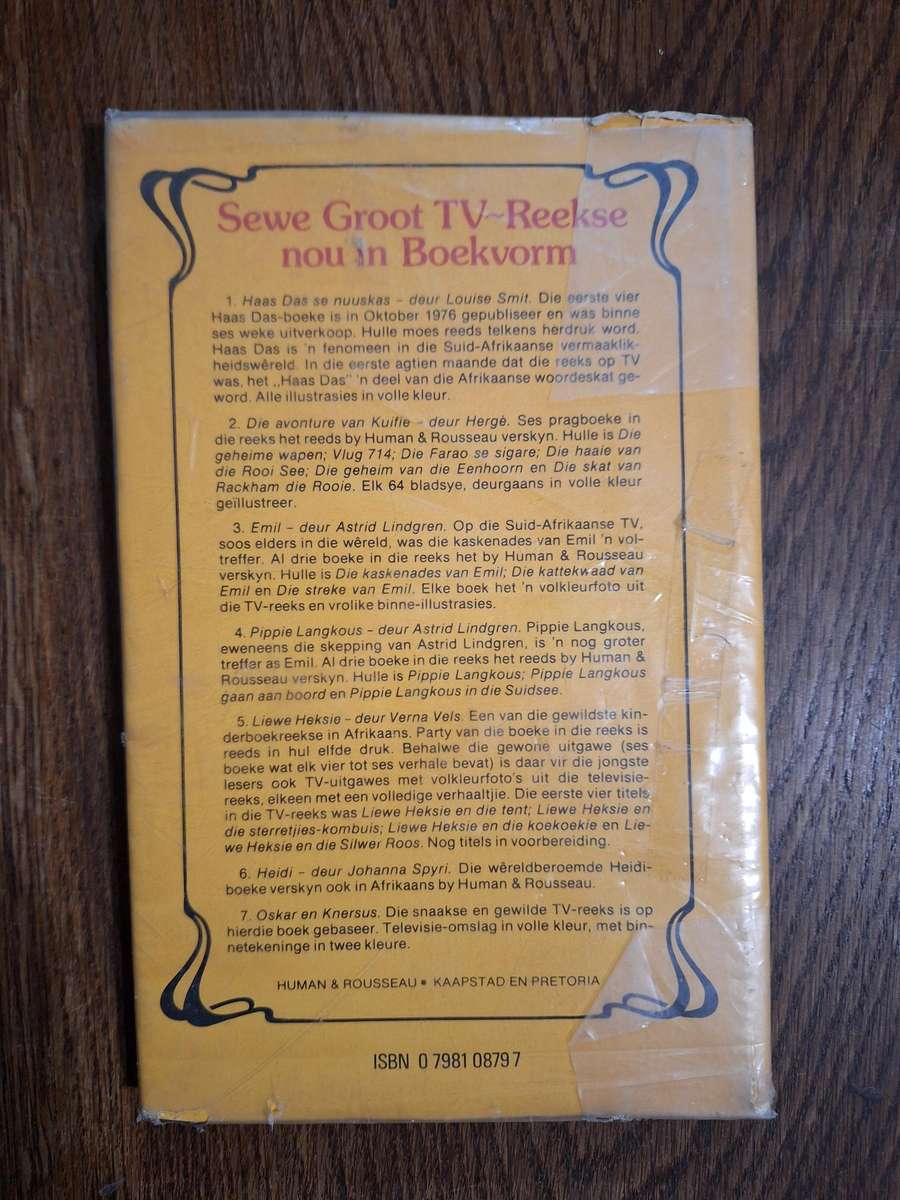 Sewe Groot TV~Reekse
nou in Boekvorm
1. Haas Das se nuuskas – deur Louise Smit. Die eerste vier
Haas Das-boeke is in Oktober 1976 gepubliseer en was binne
ses weke uitverkoop. Hulle moes reeds telkens herdruk word.
Haas Das is 'n fenomeen in die Suid-Afrikaanse vermaaklik-
heidswêreld. In die eerste agtien maande dat die reeks op TV
was, het „Haas Das" 'n deel van die Afrikaanse woordeskat ge-
word. Alle illustrasies in volle kleur.
2. Die avonture van Kuifie – deur Hergè. Ses pragboeke in
die reeks het reeds by Human & Rousseau verskyn. Hulle is Die
geheime wapen; Vlug 714; Die Farao se sigare; Die haaie van
die Rooi See; Die geheim van die Eenhoorn en Die skat van
Rackham die Rooie. Elk 64 bladsye, deurgaans in volle kleur
geïllustreer.
3. Emil – deur Astrid Lindgren. Op die Suid-Afrikaanse TV,
soos elders in die wêreld, was die kaskenades van Emil 'n vol-
treffer. Al drie boeke in die reeks het by Human & Rousseau
verskyn. Hulle is Die kaskenades van Emil; Die kattekwaad van
Emil en Die streke van Emil. Elke boek het 'n volkleurfoto uit
die TV-reeks en vrolike binne-illustrasies.
4. Pippie Langkous – deur Astrid Lindgren. Pippie Langkous,
eweneens die skepping van Astrid Lindgren, is 'n nog groter
treffer as Emil. Al drie boeke in die reeks het reeds by Human &
Rousseau verskyn. Hulle is Pippie Langkous; Pippie Langkous
gaan aan boord en Pippie Langkous in die Suidsee.
5. Liewe Heksie – deur Verna Vels. Een van die gewildste kin-
derboekreekse in Afrikaans. Party van die boeke in die reeks is
reeds in hul elfde druk. Behalwe die gewone uitgawe (ses
boeke wat elk vier tot ses verhale bevat) is daar vir die jongste
lesers ook TV-uitgawes met volkleurfoto's uit die televisie-
reeks, elkeen met een volledige verhaaltjie. Die eerste vier titels
in die TV-reeks was Liewe Heksie en die tent; Liewe Heksie en
die sterretjies-kombuis; Liewe Heksie en die koekoekie en Lie-
we Heksie en die Silwer Roos. Nog titels in voorbereiding.
6. Heidi – deur Johanna Spyri. Die wêreldberoemde Heidi-
boeke verskyn ook in Afrikaans by Human & Rousseau.
7. Oskar en Knersus. Die snaakse en gewilde TV-reeks is op
hierdie boek gebaseer. Televisie-omslag in volle kleur, met bin-
netekeninge in twee kleure.
HUMAN & ROUSSEAU ▪ KAAPSTAD EN PRETORIA
ISBN 0 7981 0879 7